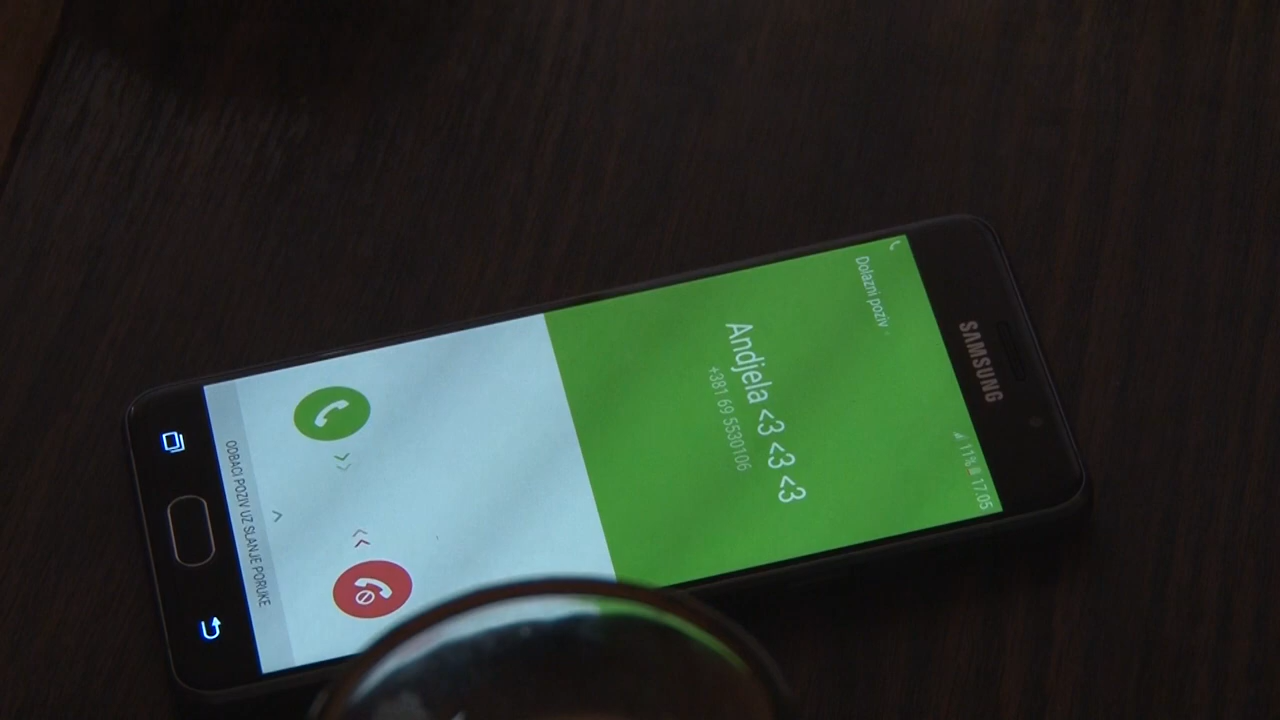 SAMSUNG
11% 17.05
Dolazni poziv
Andjela <3 <3 <3
+381 69 5530106
ODBACI POZIV UZ SLANJE PORUKE